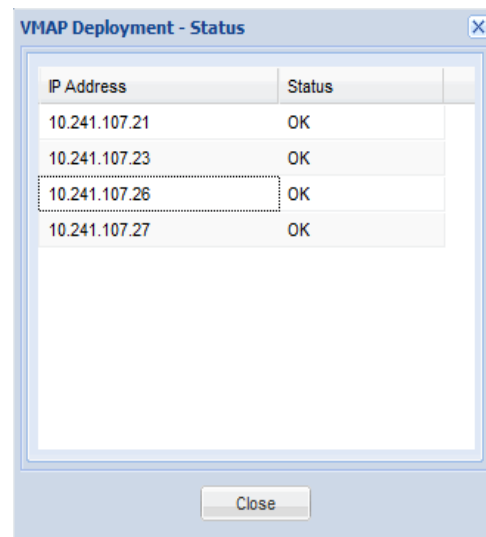 VMAP Deployment - Status
IP Address Status
10.241.107.21 OK
10.241.107.23 OK
10.241.107.26 OK
10.241.107.27 OK
Close